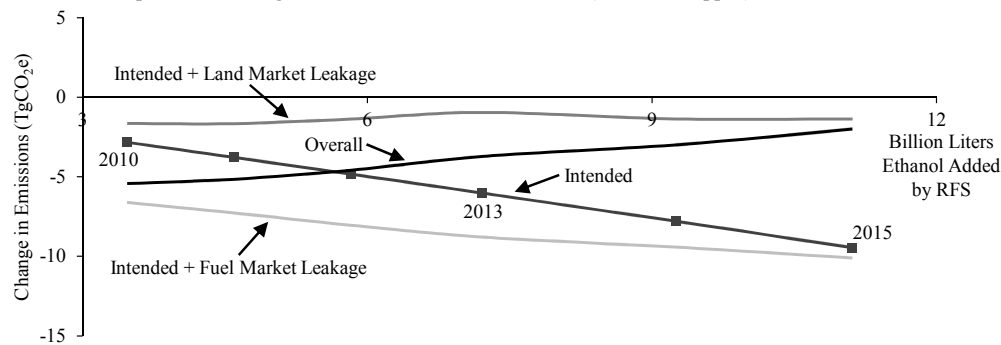 5
Change in Emissions (TgCO₂e)
Intended + Land Market Leakage
0
3
6
9
12
Overall
Billion Liters
Ethanol Added
by RFS
2010
-5
Intended
2013
2015
-10
Intended + Fuel Market Leakage
-15